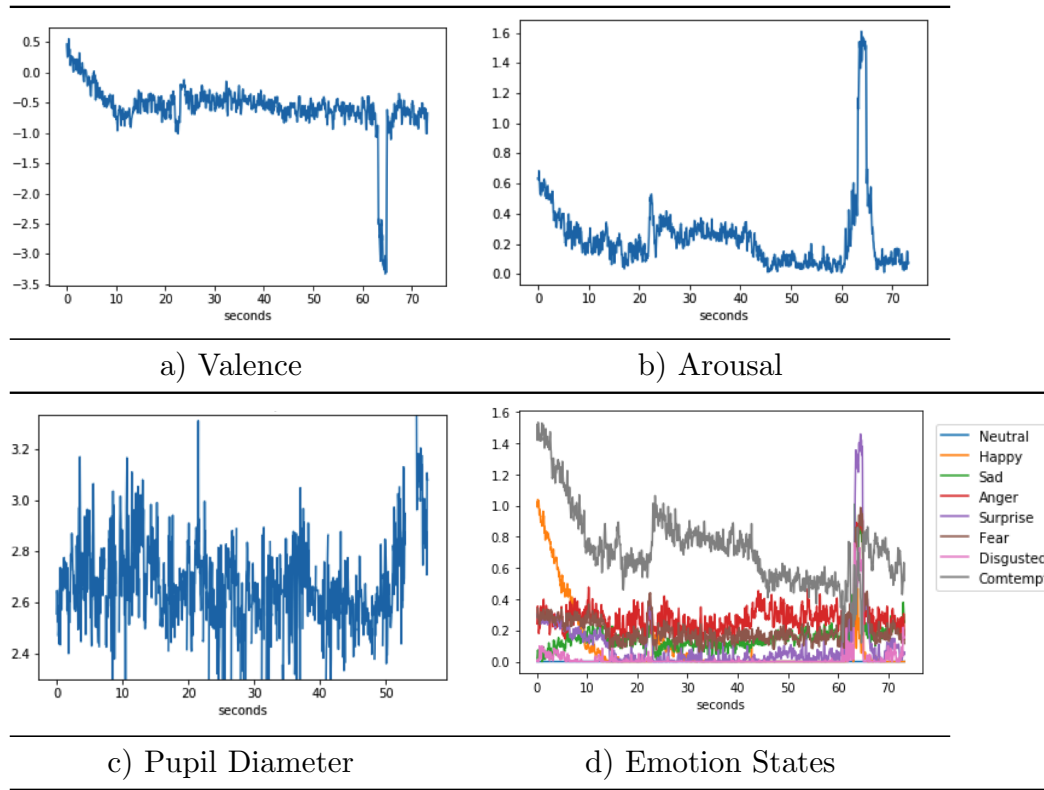 0.5
0.0
−0.5
−1.0
−1.5
−2.0
−2.5
−3.0
−3.5
0 10 20 30 40 50 60 70
seconds
1.6
1.4
1.2
1.0
0.8
0.6
0.4
0.2
0.0
0 10 20 30 40 50 60 70
seconds
a) Valence
b) Arousal
3.2
3.0
2.8
2.6
2.4
0 10 20 30 40 50
seconds
1.6
1.4
1.2
1.0
0.8
0.6
0.4
0.2
0.0
0 10 20 30 40 50 60 70
seconds
Neutral
Happy
Sad
Anger
Surprise
Fear
Disgusted
Comtempt
c) Pupil Diameter
d) Emotion States